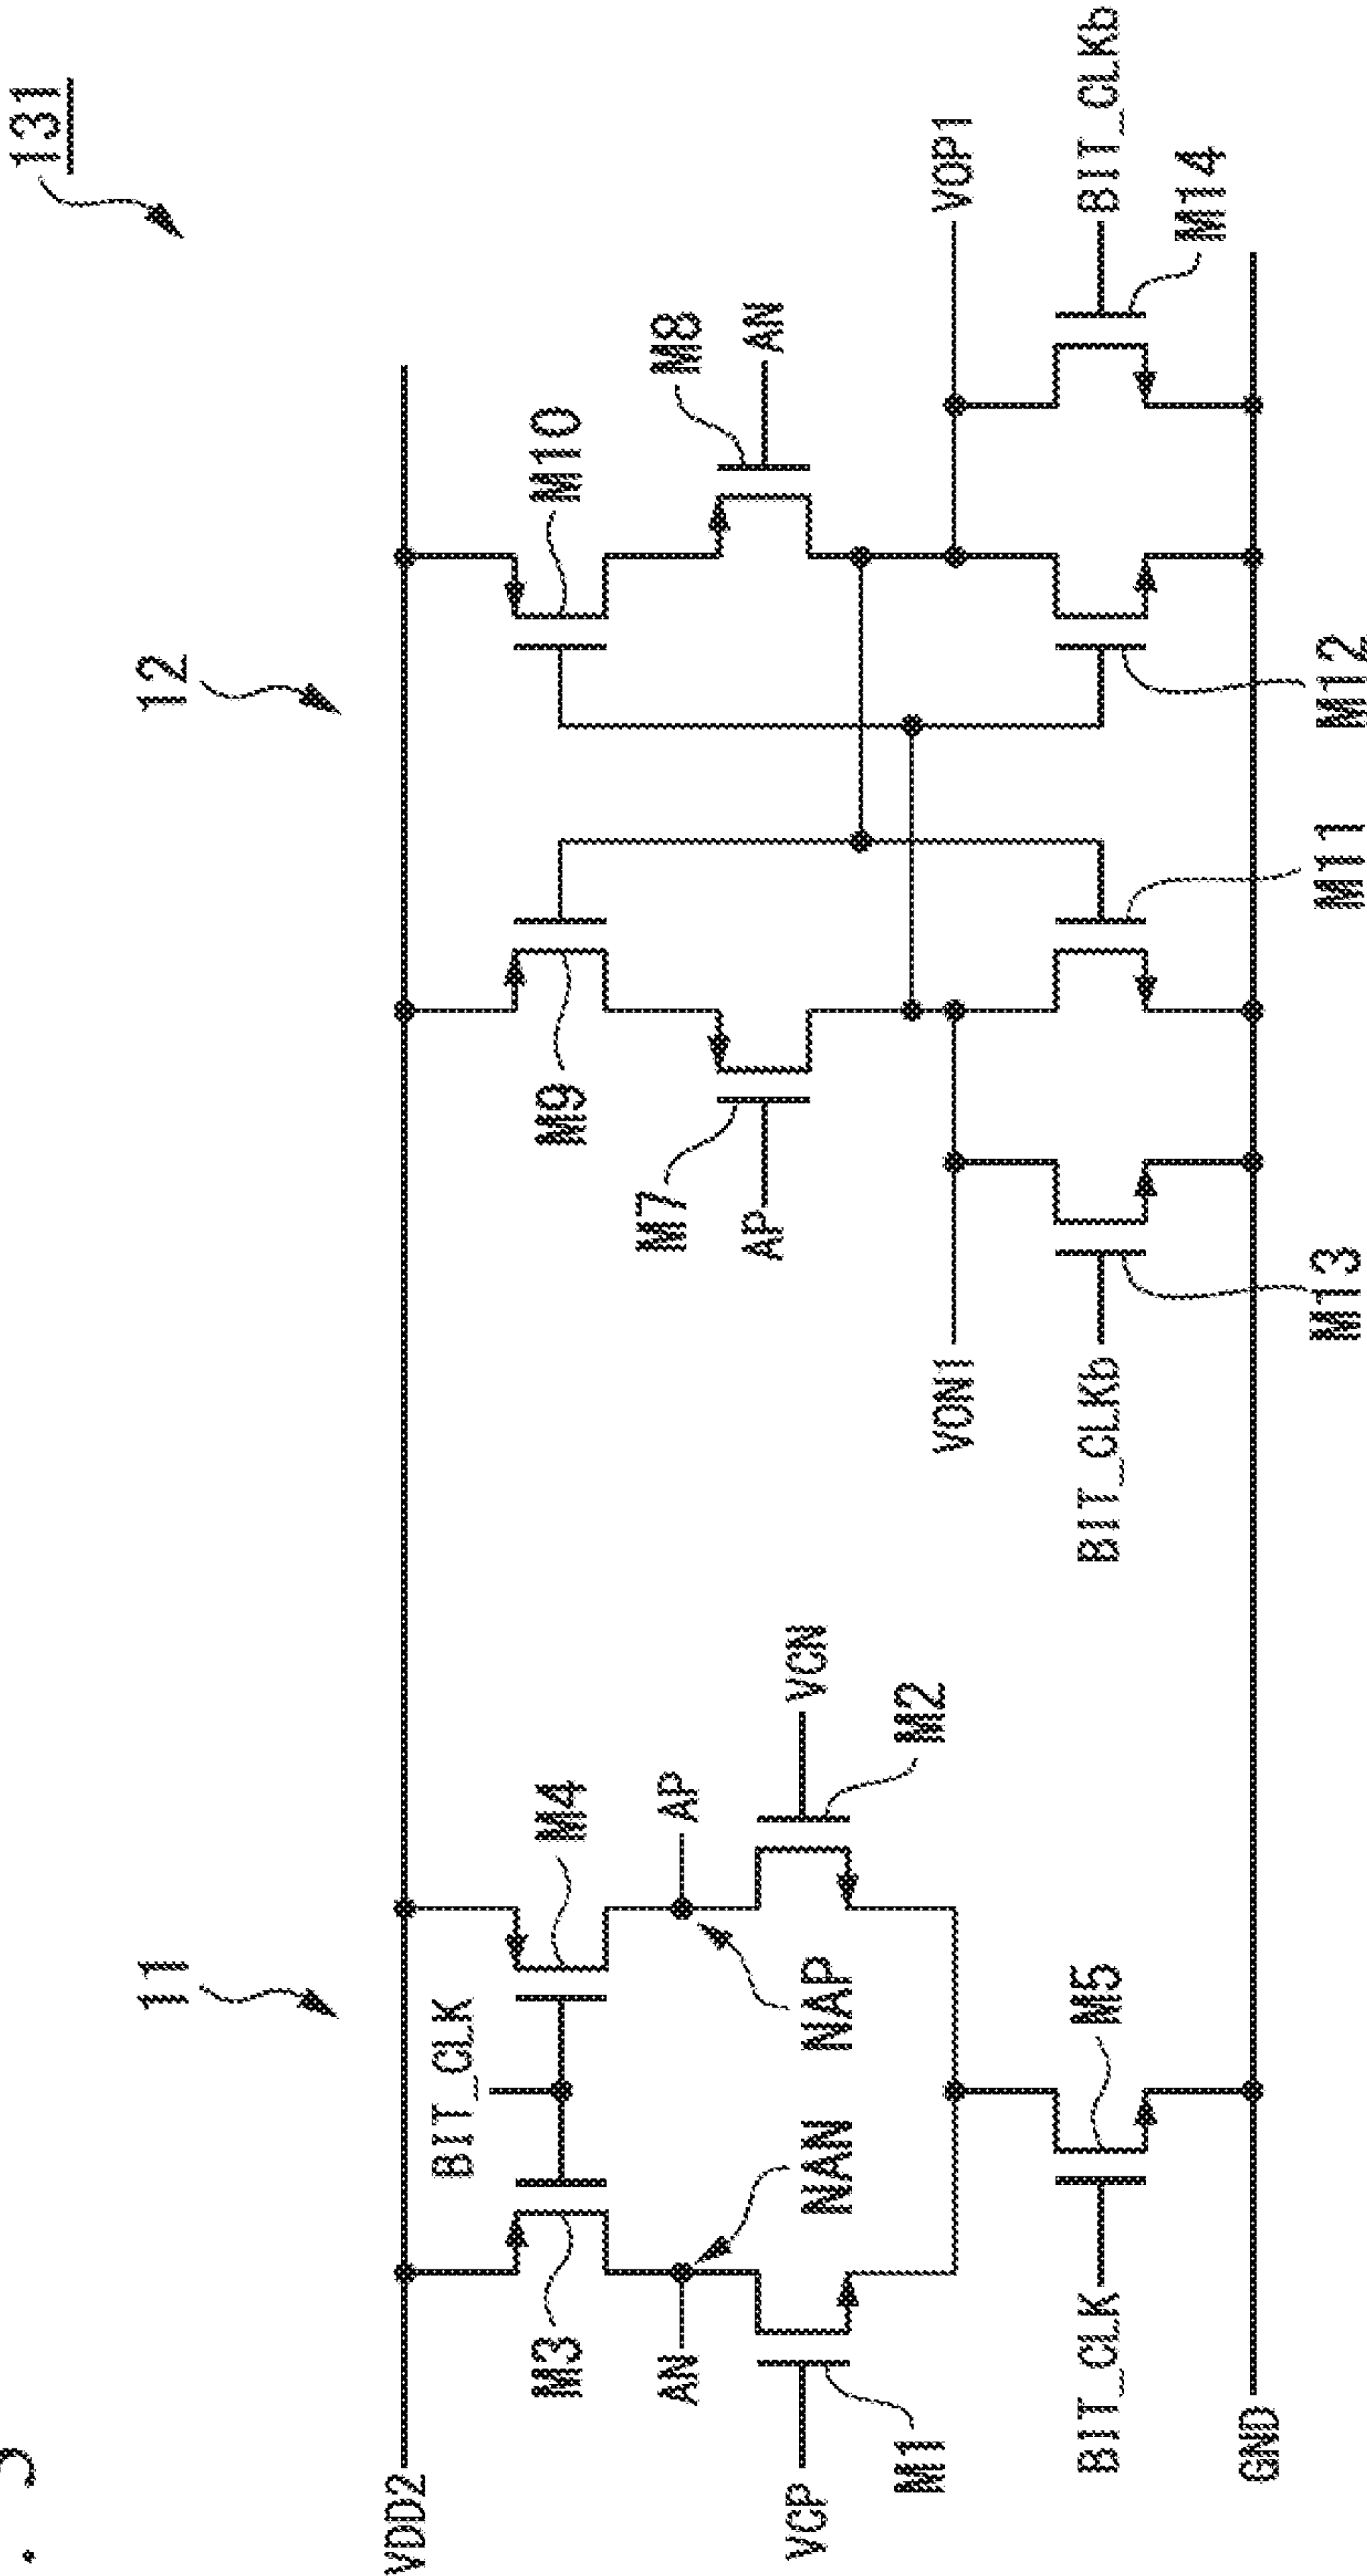 131
11
12
VDD2
BIT_CLK
M3
M4
M9
M10
M7
M8
AP
AN
AN
AP
NAN
NAP
VCP
VCN
M1
M2
VON1
VOP1
BIT_CLK
M5
BIT_CLKb
BIT_CLKb
M14
GND
M13
M11
M12